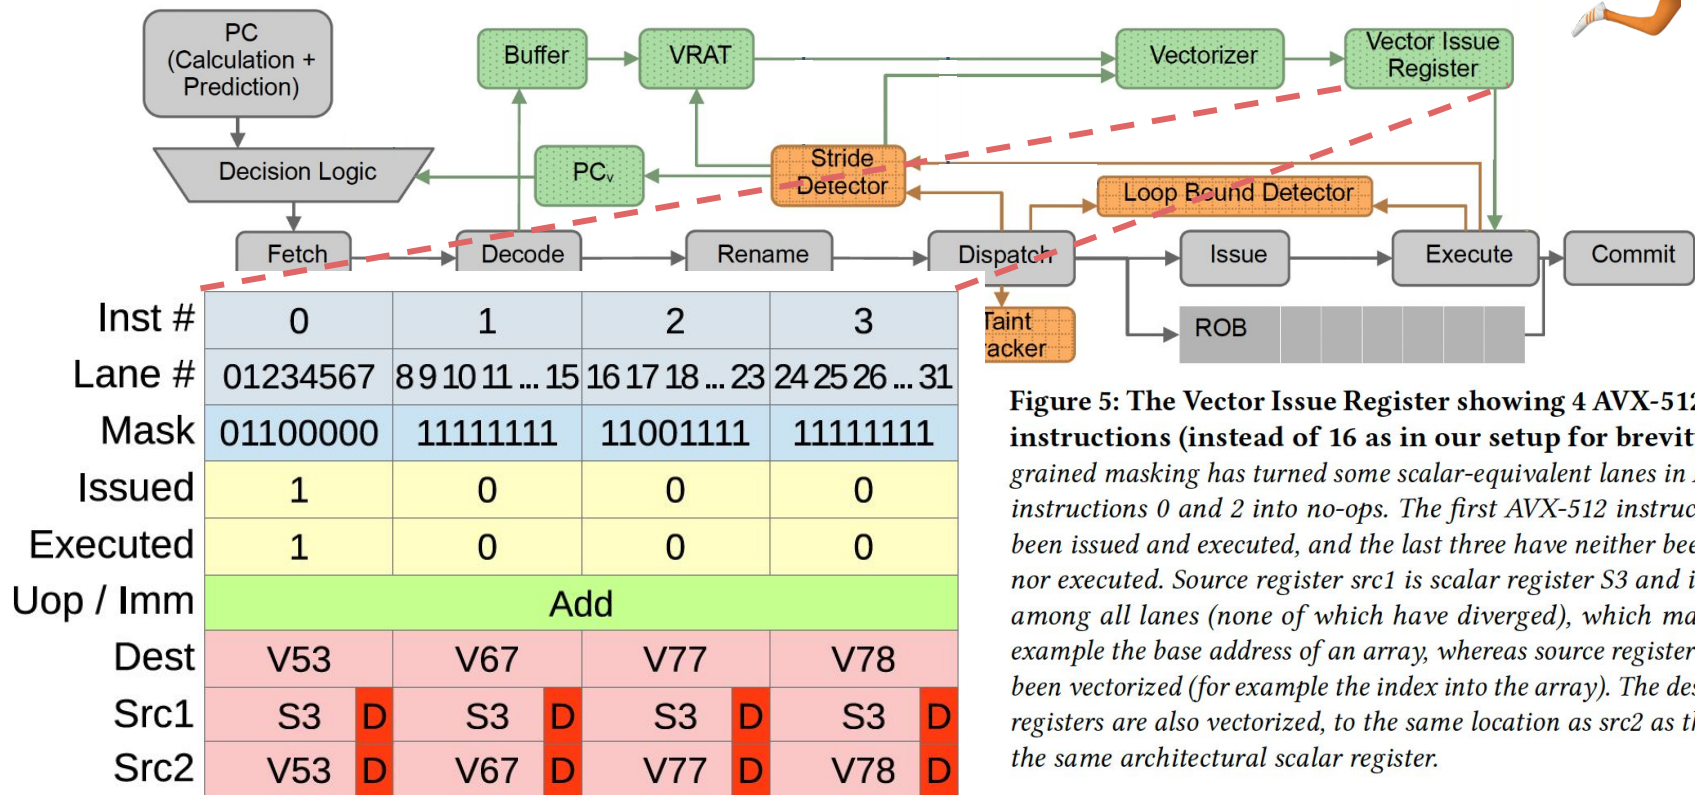 PC
(Calculation +
Prediction)
Buffer
VRAT
Vectorizer
Vector Issue
Register
Decision Logic
PCᵥ
Stride
Detector
Loop Bound Detector
Fetch
Decode
Rename
Dispatch
Issue
Execute
Commit
Taint
ROB
Inst # 0 1 2 3
Lane # 01234567 8 9 10 11 ... 15 16 17 18 ... 23 24 25 26 ... 31
Mask 01100000 11111111 11001111 11111111
Issued 1 0 0 0
Executed 1 0 0 0
Uop / Imm Add
Dest V53 V67 V77 V78
Src1 S3 D S3 D S3 D S3 D
Src2 V53 D V67 D V77 D V78 D
Figure 5: The Vector Issue Register showing 4 AVX-512
instructions (instead of 16 as in our setup for
grained masking has turned some scalar-equivalent lanes in
instructions 0 and 2 into no-ops. The first AVX-512
been issued and executed, and the last three have neither
nor executed. Source register src1 is scalar register S3 and
among all lanes (none of which have diverged), which
example the base address of an array, whereas source register
been vectorized (for example the index into the array). The
registers are also vectorized, to the same location as src2 as
the same architectural scalar register.